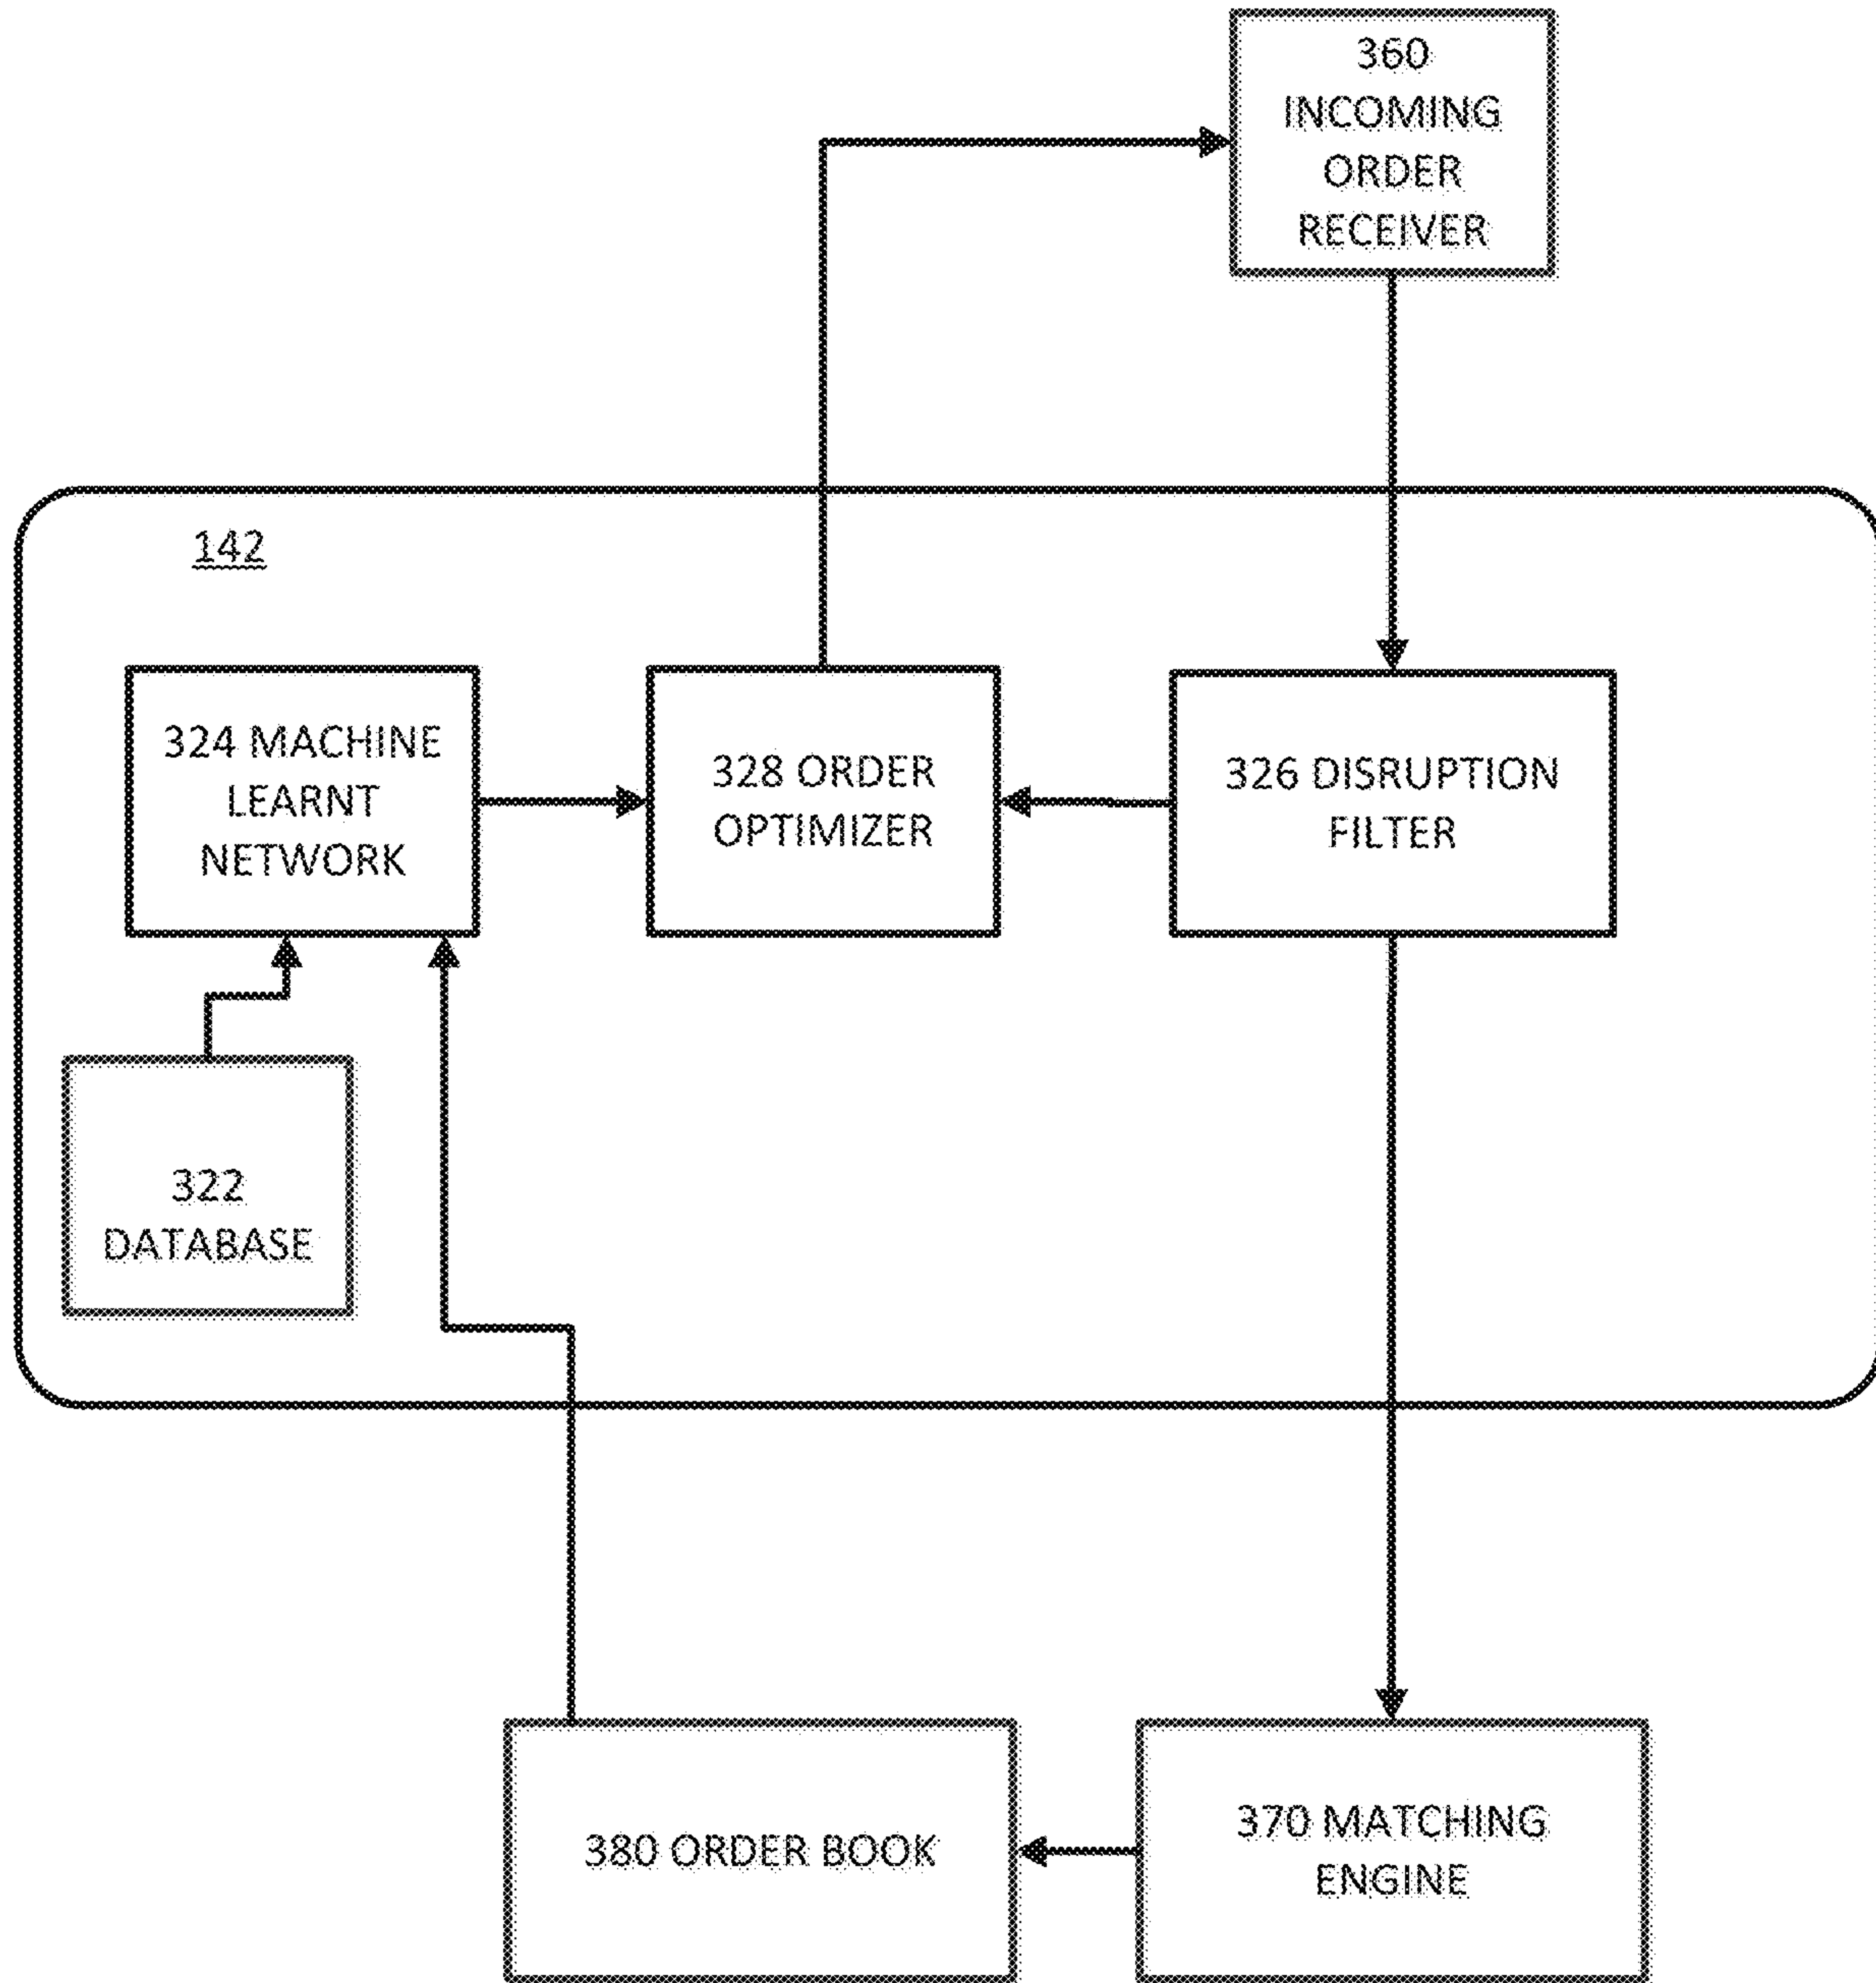 360
INCOMING
ORDER
RECEIVER
142
324 MACHINE
LEARNT
NETWORK
328 ORDER
OPTIMIZER
326 DISRUPTION
FILTER
322
DATABASE
380 ORDER BOOK
370 MATCHING
ENGINE